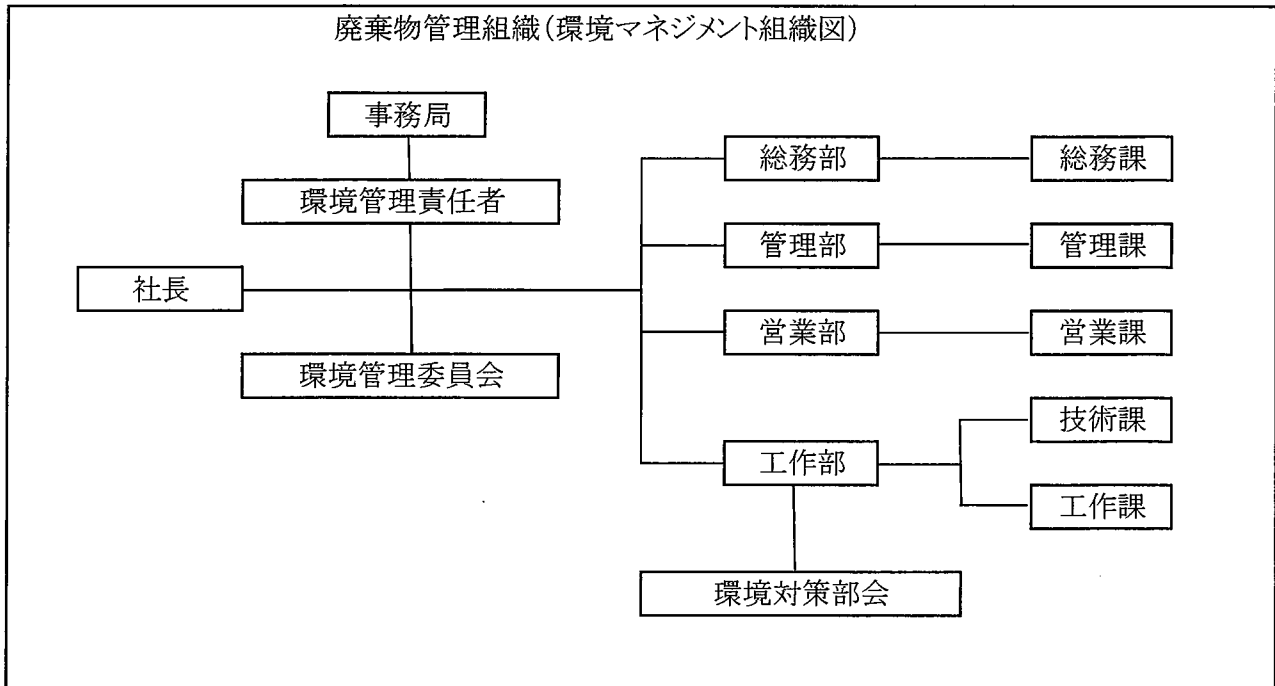 廃棄物管理組織(環境マネジメント組織図)
事務局
環境管理責任者
社長
環境管理委員会
総務部
総務課
管理部
管理課
営業部
営業課
工作部
技術課
工作課
環境対策部会